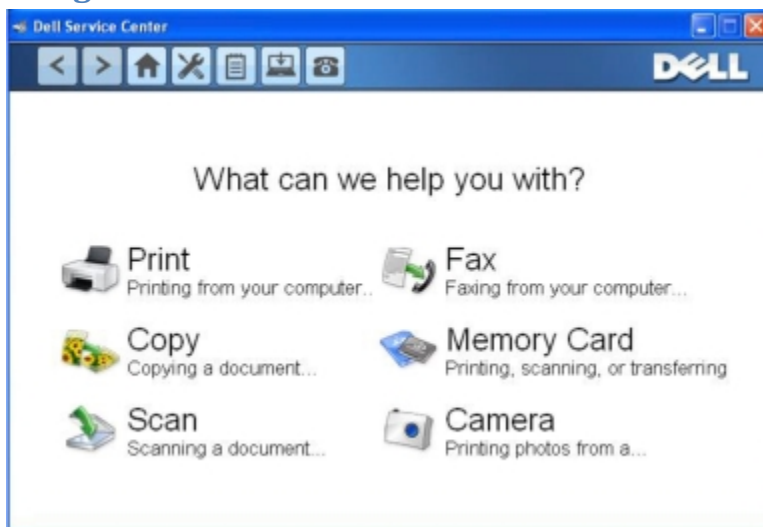 Dell Service Center
DELL
What can we help you with?
Print
Printing from your computer..
Fax
Faxing from your computer...
Copy
Copying a document...
Memory Card
Printing, scanning, or transferring
Scan
Scanning a document...
Camera
Printing photos from a...